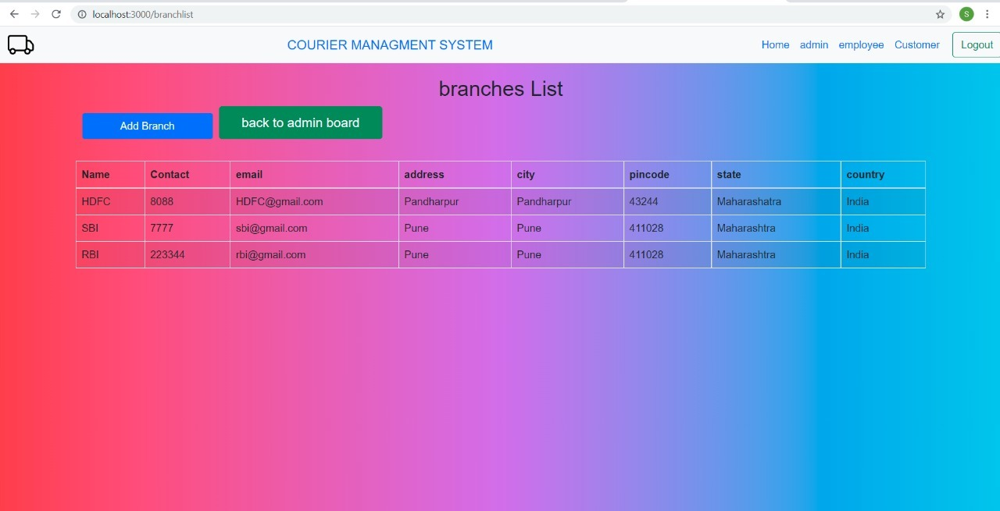 localhost:3000/branchlist
S
COURIER MANAGMENT SYSTEM Home admin employee Customer Logout
branches List
Add Branch back to admin board
Name Contact email address city pincode state country
HDFC 8088 HDFC@gmail.com Pandharpur Pandharpur 43244 Maharashatra India
SBI 7777 sbi@gmail.com Pune Pune 411028 Maharashtra India
RBI 223344 rbi@gmail.com Pune Pune 411028 Maharashtra India